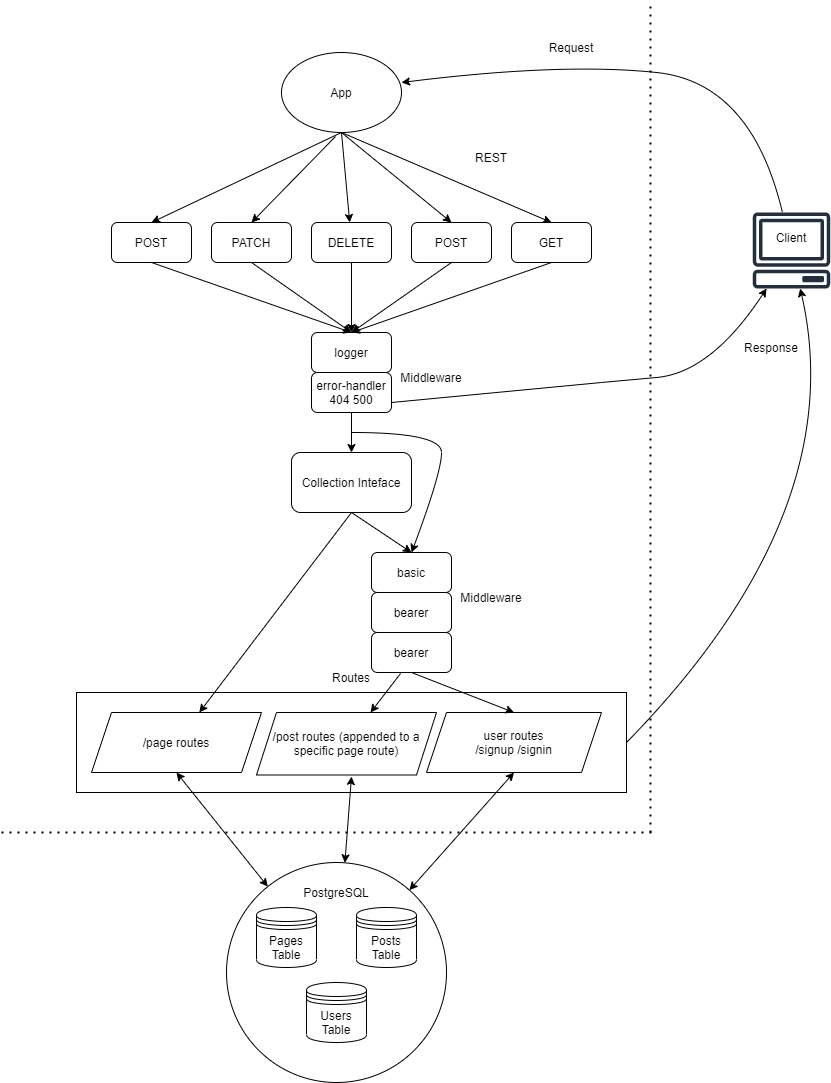 Request
App
REST
POST
PATCH
DELETE
POST
GET
Client
logger
Response
error-handler
404 500
Middleware
Collection Inteface
basic
Middleware
bearer
bearer
Routes
/page routes
/post routes (appended to a
specific page route)
user routes
/signup /signin
PostgreSQL
Pages
Table
Posts
Table
Users
Table